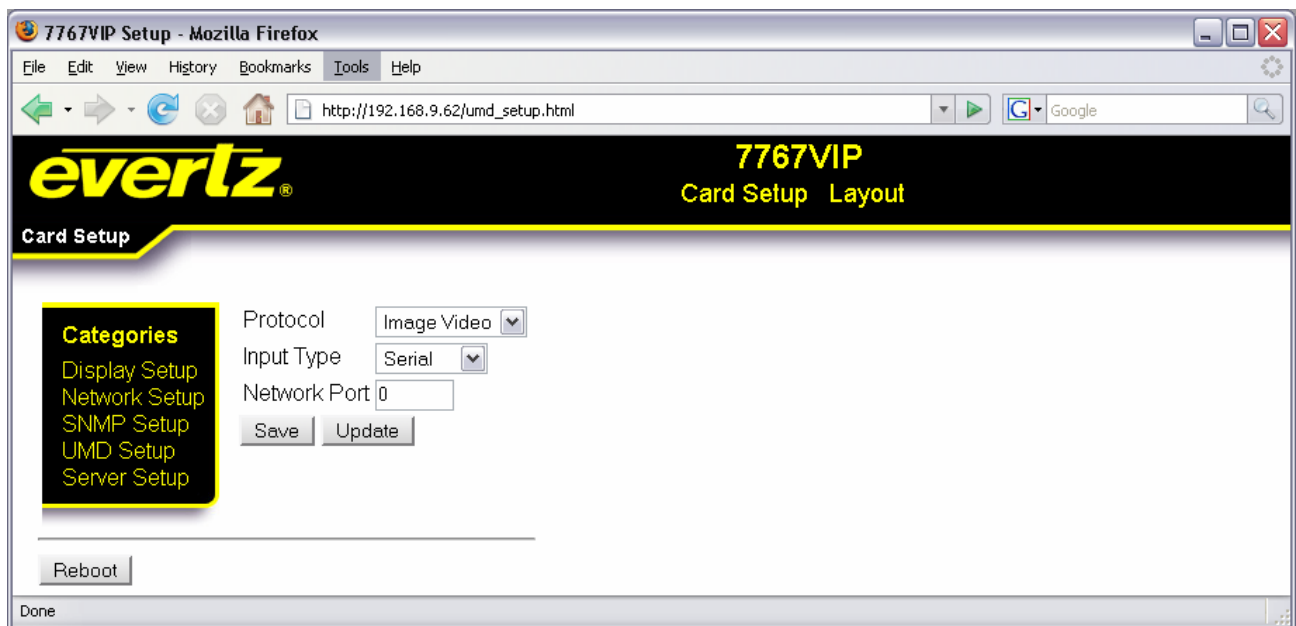 7767VIP Setup - Mozilla Firefox
File Edit View History Bookmarks Tools Help
http://192.168.9.62/umd_setup.html G Google
evertz®
7767VIP
Card Setup Layout
Card Setup
Categories
Display Setup
Network Setup
SNMP Setup
UMD Setup
Server Setup
Protocol Image Video
Input Type Serial
Network Port 0
Save Update
Reboot
Done